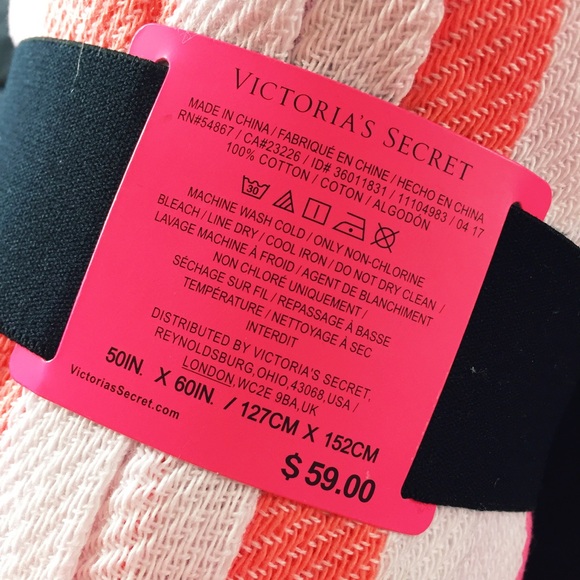 VICTORIA'S SECRET
MADE IN CHINA / FABRIQUÉ EN CHINE / HECHO EN CHINA
RN#54867 / CA#23226 / ID# 36011831 / 11104983 / 04 17
100% COTTON / COTON / ALGODÓN
30
MACHINE WASH COLD / ONLY NON-CHLORINE
BLEACH / LINE DRY / COOL IRON / DO NOT DRY CLEAN /
LAVAGE MACHINE À FROID / AGENT DE BLANCHIMENT
NON CHLORÉ UNIQUEMENT /
SÉCHAGE SUR FIL / REPASSAGE À BASSE
TEMPÉRATURE / NETTOYAGE À SEC
INTERDIT
DISTRIBUTED BY VICTORIA'S SECRET,
REYNOLDSBURG, OHIO, 43068, USA /
LONDON, WC2E 9BA, UK
50IN. X 60IN. / 127CM X 152CM
VictoriasSecret.com
$59.00